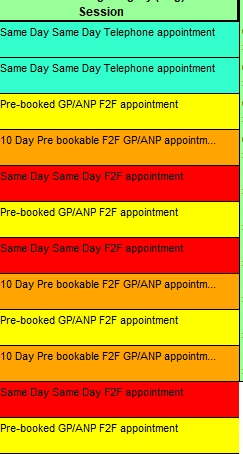 Session
Same Day Same Day Telephone appointment
Same Day Same Day Telephone appointment
Pre-booked GP/ANP F2F appointment
10 Day Pre bookable F2F GP/ANP appointm...
Same Day Same Day F2F appointment
Pre-booked GP/ANP F2F appointment
Same Day Same Day F2F appointment
10 Day Pre bookable F2F GP/ANP appointm...
Pre-booked GP/ANP F2F appointment
10 Day Pre bookable F2F GP/ANP appointm...
Same Day Same Day F2F appointment
Pre-booked GP/ANP F2F appointment